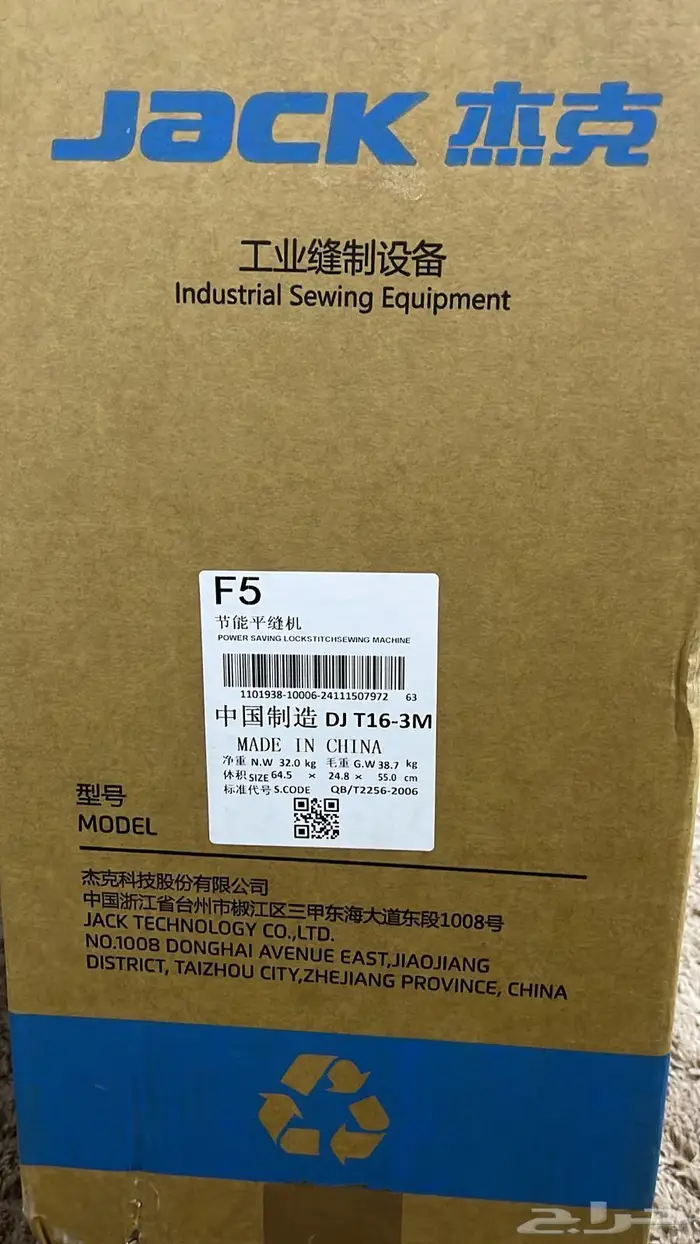 Jack 杰克
工业缝制设备
Industrial Sewing Equipment
F5
节能平缝机
POWER SAVING LOCKSTITCHSEWING MACHINE
1101938-10006-24111507972 63
中国制造 DJ T16-3M
MADE IN CHINA
净重 N.W 32.0 kg 毛重 G.W 38.7 kg
体积 SIZE 64.5 × 24.8 × 55.0 cm
标准代号 S.CODE QB/T2256-2006
型号
MODEL
杰克科技股份有限公司
中国浙江省台州市椒江区三甲东海大道东段1008号
JACK TECHNOLOGY CO.,LTD.
NO.1008 DONGHAI AVENUE EAST,JIAOJIANG
DISTRICT, TAIZHOU CITY,ZHEJIANG PROVINCE, CHINA
حراج